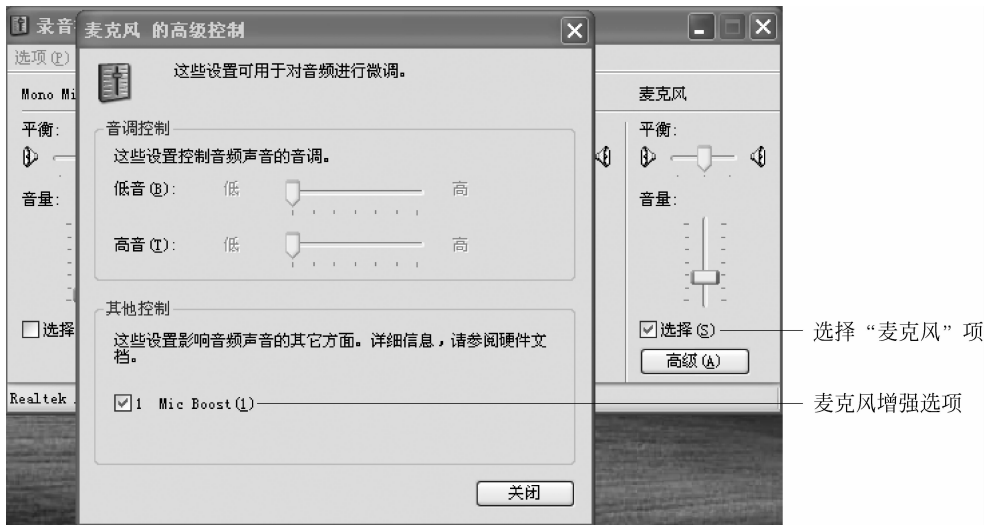 录音
麦克风 的高级控制
选项(P)
这些设置可用于对音频进行微调。
Mono Mi
麦克风
平衡:
音调控制
平衡:
这些设置控制音频声音的音调。
音量:
低音(B): 低 高
音量:
高音(T): 低 高
其他控制
选择
这些设置影响音频声音的其它方面。详细信息，请参阅硬件文
档。
选择(S)
选择“麦克风”项
高级(A)
Realtek
1 Mic Boost(1)
麦克风增强选项
关闭